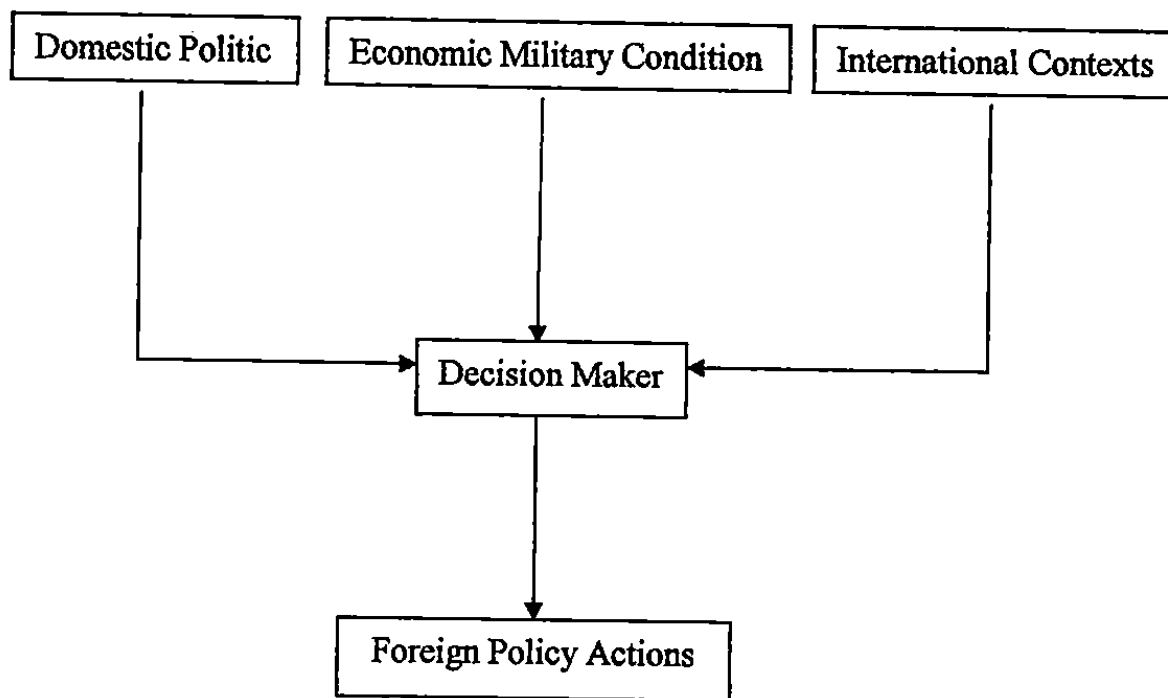 Domestic Politic
Economic Military Condition
International Contexts
Decision Maker
Foreign Policy Actions